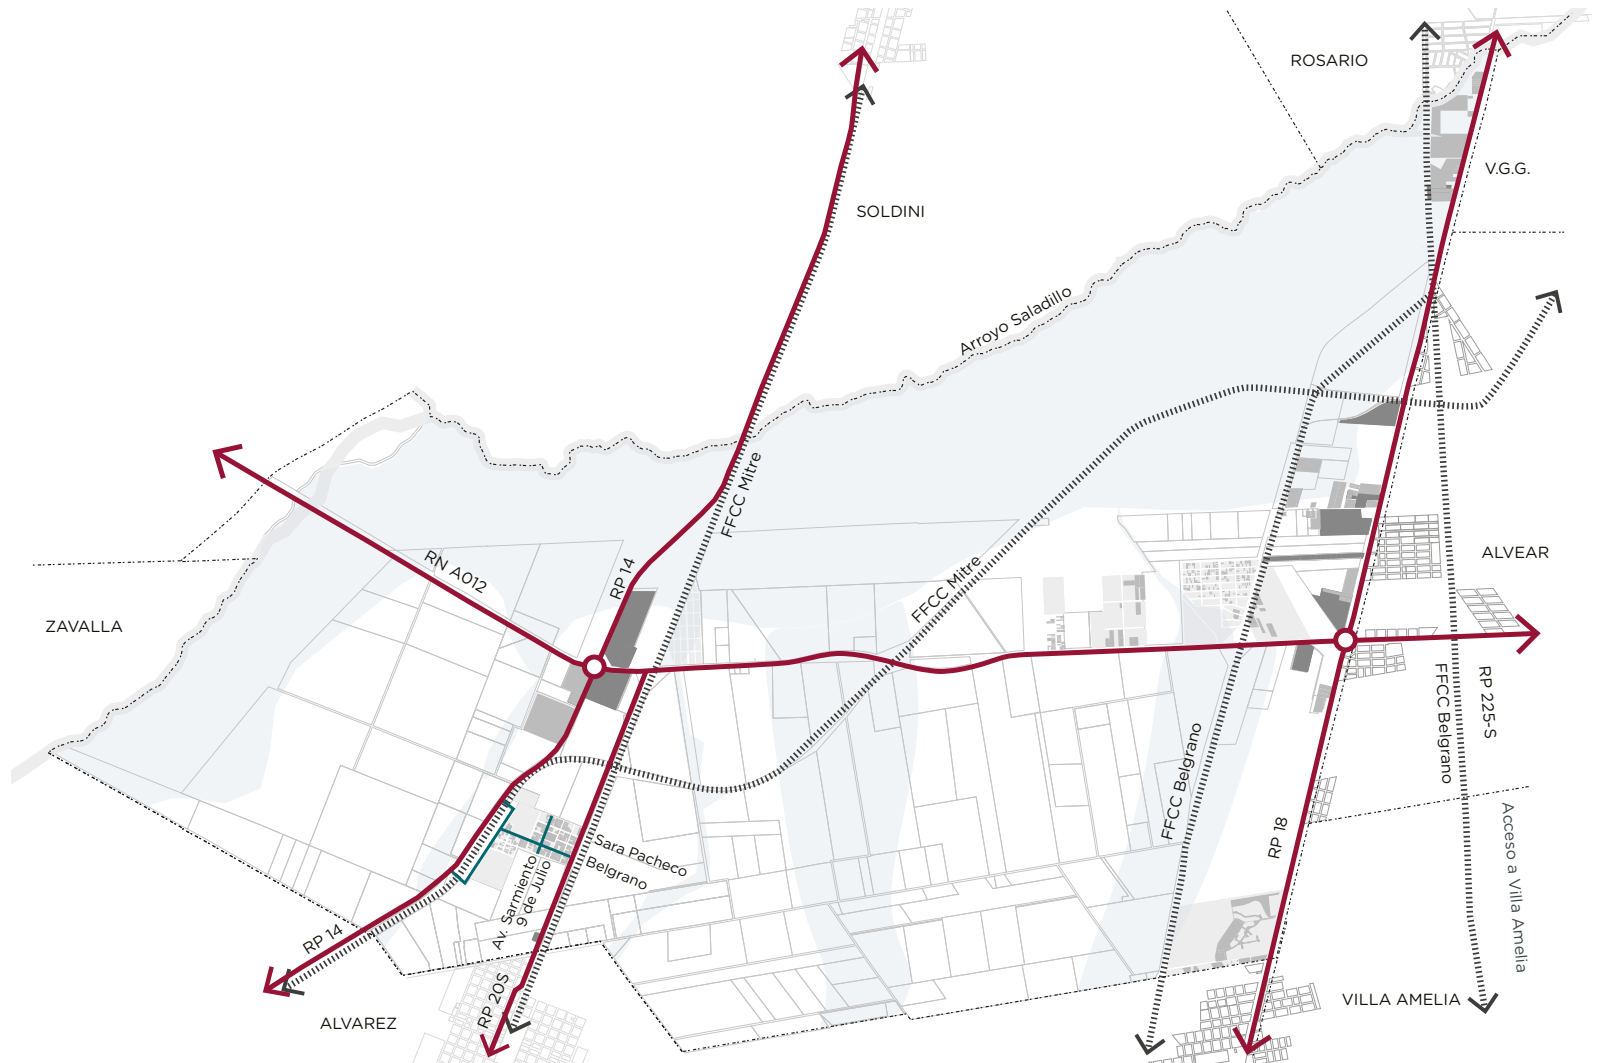 ROSARIO
V.G.G.
SOLDINI
Arroyo Saladillo
FFCC Mitre
RN A012
RP 14
FFCC Mitre
ALVEAR
ZAVALLA
RP 225-S
FFCC Belgrano
FFCC Belgrano
RP 18
Acceso a Villa Amelia
Sara Pacheco
Belgrano
Av. Sarmiento
9 de Julio
RP 14
RP 20S
ALVAREZ
VILLA AMELIA